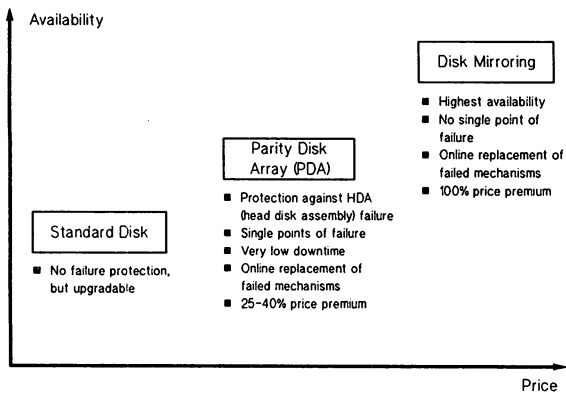 Availability
Disk Mirroring
■ Highest availability
■ No single point of
failure
■ Online replacement of
failed mechanisms
■ 100% price premium
Parity Disk
Array (PDA)
■ Protection against HDA
(head disk assembly) failure
■ Single points of failure
■ Very low downtime
■ Online replacement of
failed mechanisms
■ 25-40% price premium
Standard Disk
■ No failure protection,
but upgradable
Price